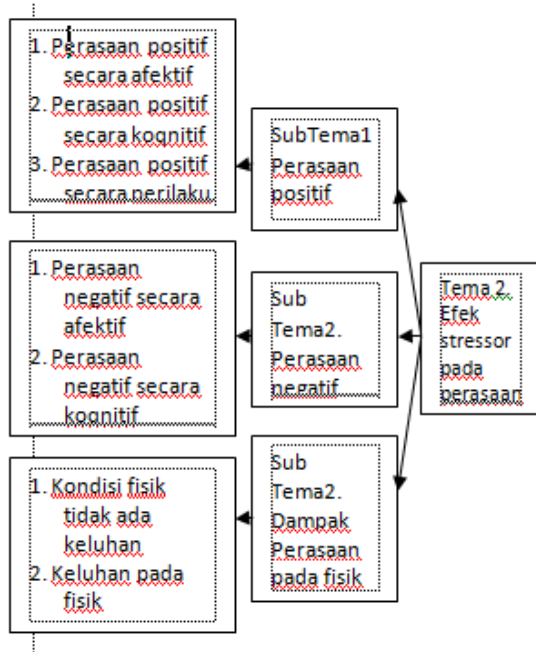 1. Perasaan positif
secara afektif
2. Perasaan positif
secara kognitif
3. Perasaan positif
secara perilaku
SubTema1
Perasaan
positif
1. Perasaan
negatif secara
afektif
2. Perasaan
negatif secara
kognitif
Sub
Tema2.
Perasaan
negatif
Tema 2.
Efek
stressor
pada
perasaan
1. Kondisi fisik
tidak ada
keluhan
2. Keluhan pada
fisik
Sub
Tema2.
Dampak
Perasaan
pada fisik